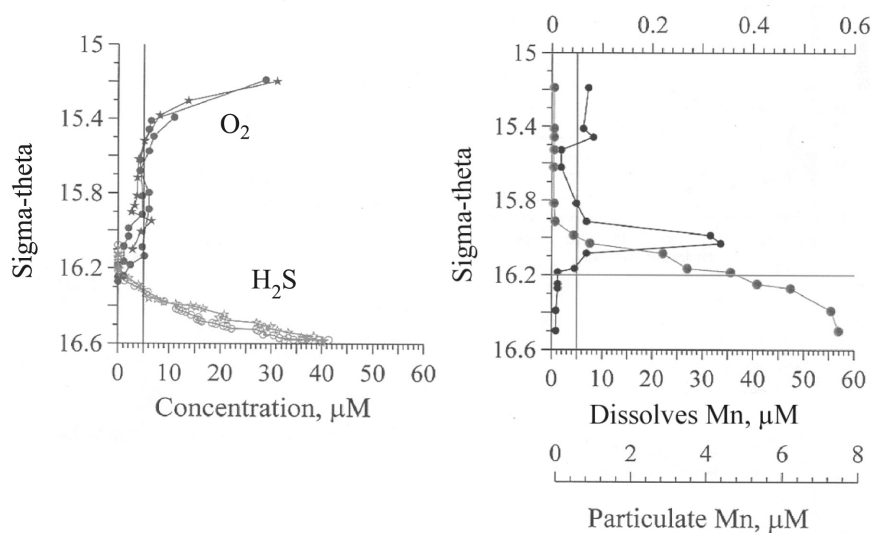 15
15.4
15.8
16.2
16.6
Sigma-theta
O2
H2S
0 10 20 30 40 50 60
Concentration, µM
0 0.2 0.4 0.6
15
15.4
15.8
16.2
16.6
Sigma-theta
0 10 20 30 40 50 60
Dissolves Mn, µM
0 2 4 6 8
Particulate Mn, µM